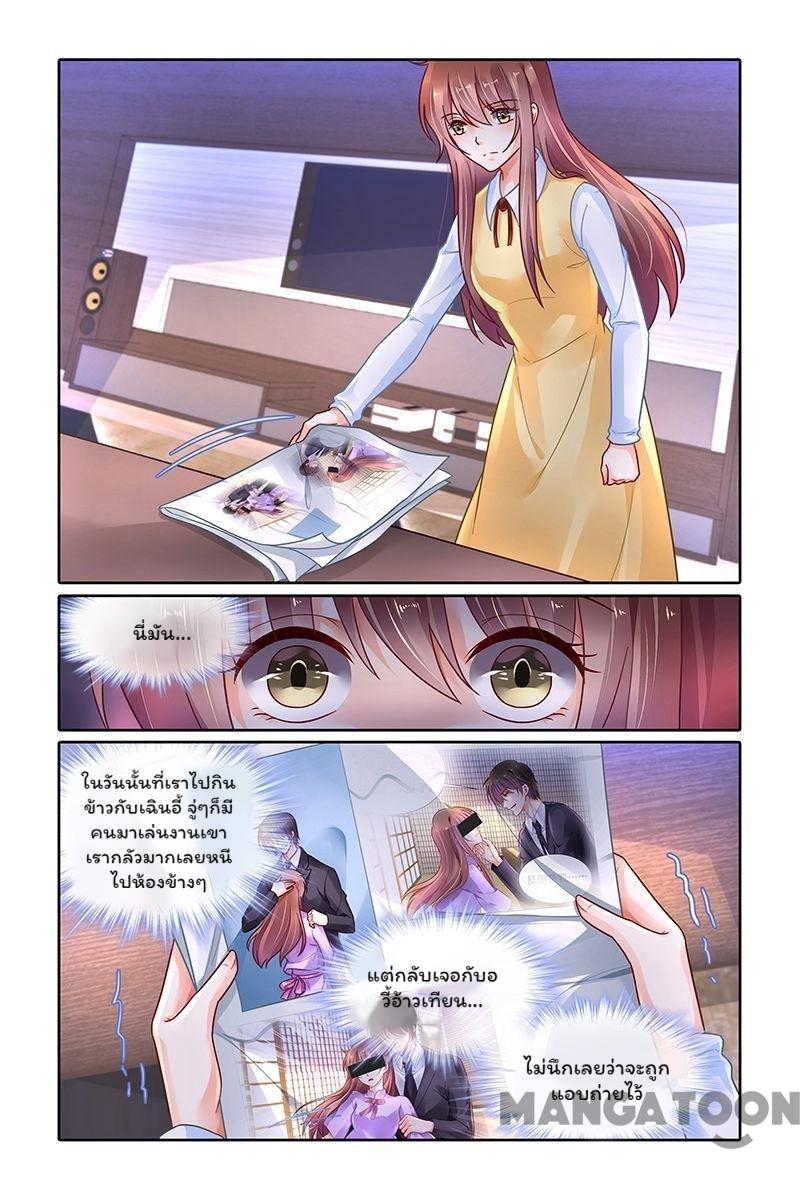 นี่มัน...
ในวันนั้นที่เราไปกิน
ข้าวกับเฉินอี้ จู่ๆก็มี
คนมาเล่นงานเขา
เรากลัวมากเลยหนี
ไปห้องข้างๆ
แต่กลับเจอกับอ
วี้อ้าวเทียน...
ไม่นึกเลยว่าจะถูก
แอบถ่ายไว้
MANGATOON